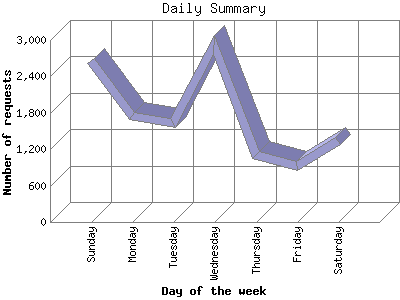 Daily Summary
3,000
2,400
1,800
1,200
600
0
Number of requests
Sunday
Monday
Tuesday
Wednesday
Thursday
Friday
Saturday
Day of the week